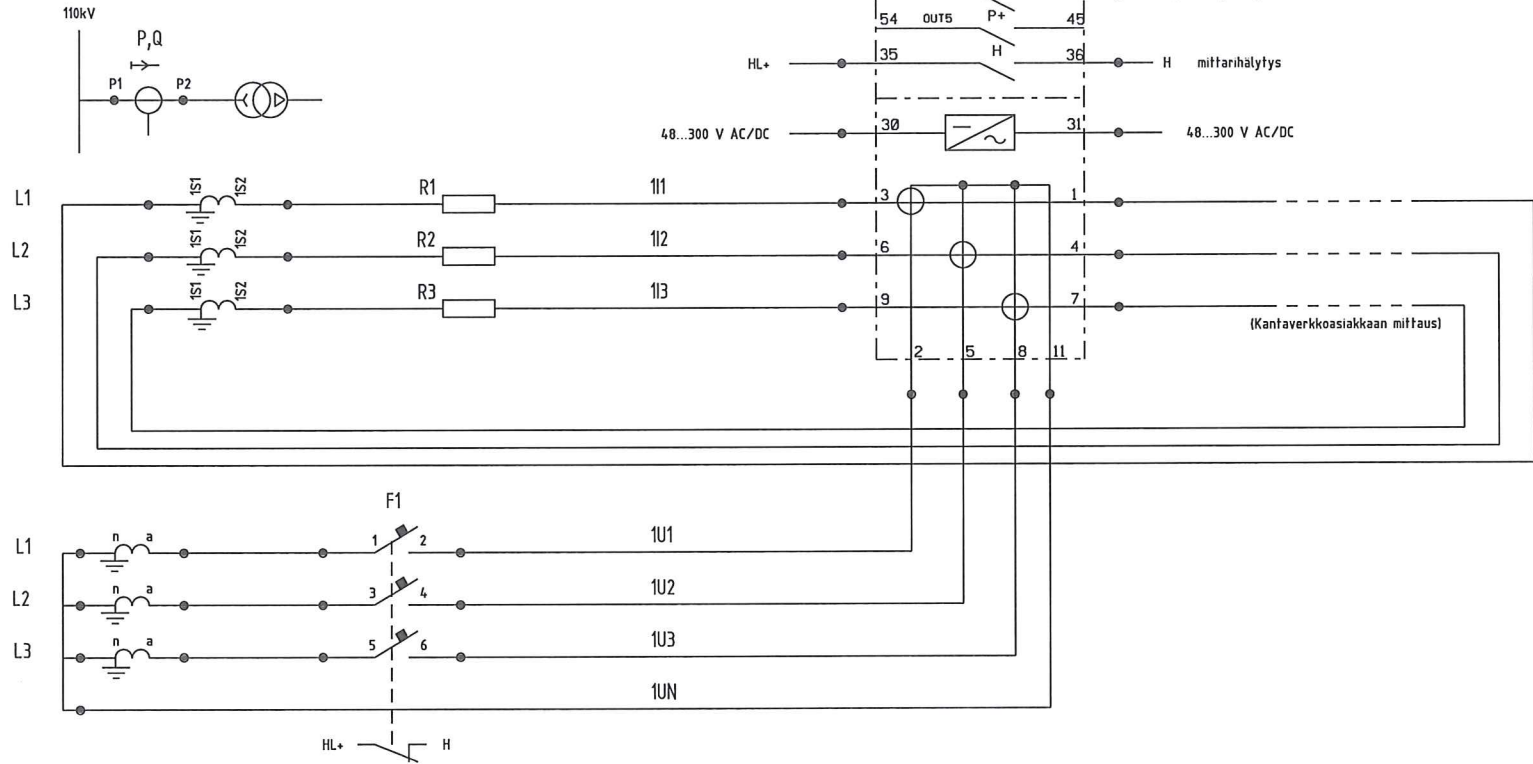 110kV
P,Q
P1 P2
54 OUT5 P+ 45
HL+ 35 H 36 H mittarihälytys
48...300 V AC/DC 30 31 48...300 V AC/DC
L1 1S1 1S2 R1 1I1 3 1
L2 1S1 1S2 R2 1I2 6 4
L3 1S1 1S2 R3 1I3 9 7
(Kantaverkkoasiakkaan mittaus)
2 5 8 11
F1
L1 n a 1 2 1U1
L2 n a 3 4 1U2
L3 n a 5 6 1U3
1UN
HL+ H